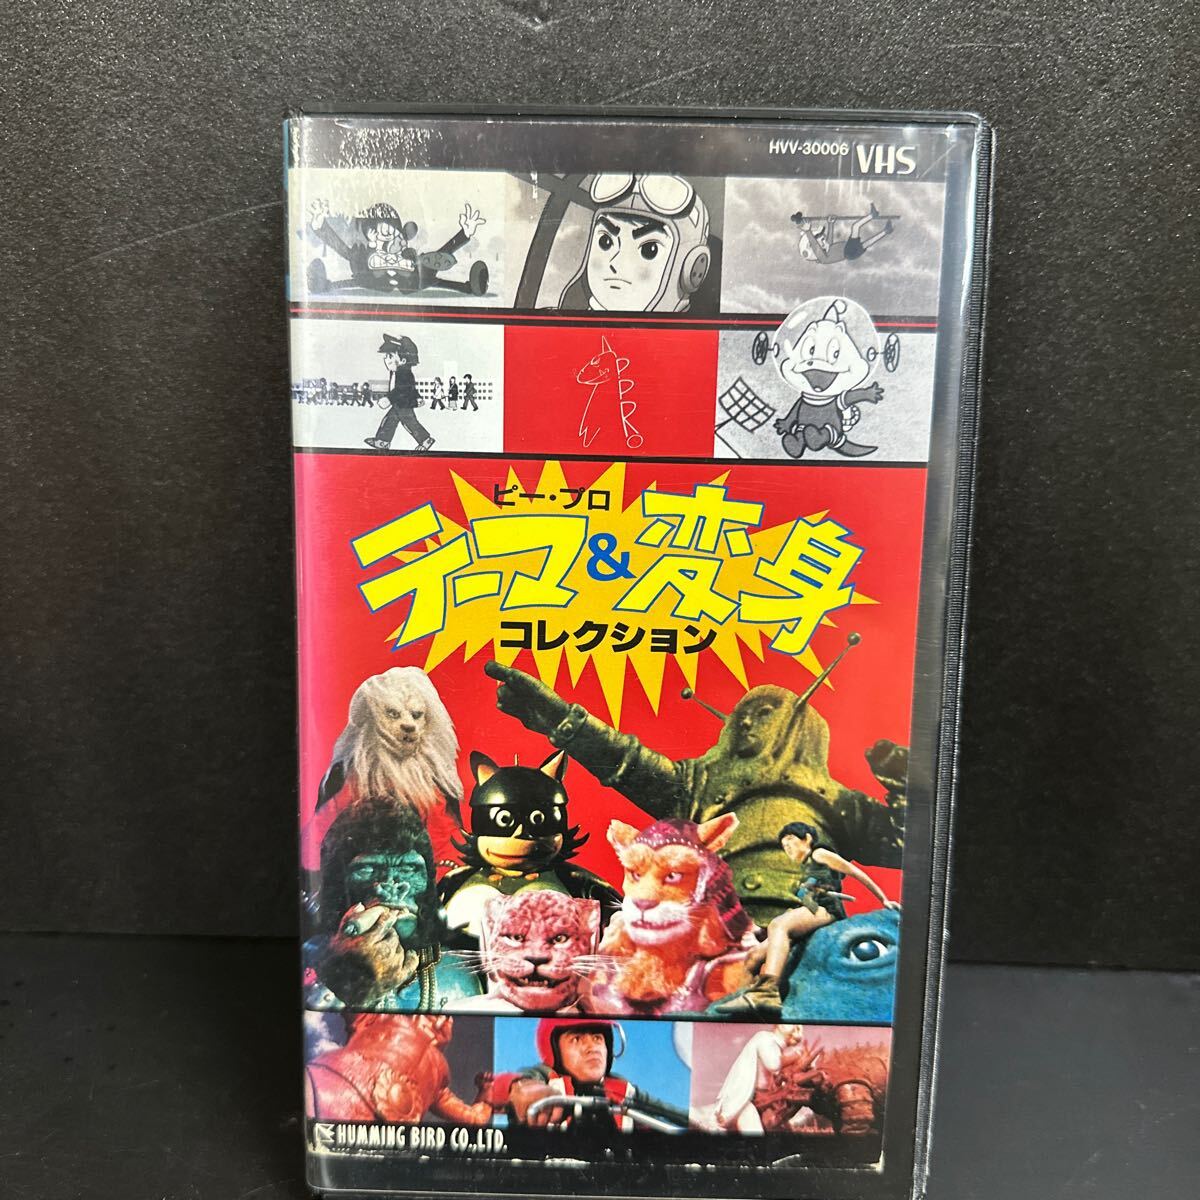 HVV-30006 VHS
PPRO
ピー・プロ
テーマ&変身
コレクション
HUMMING BIRD CO.,LTD.